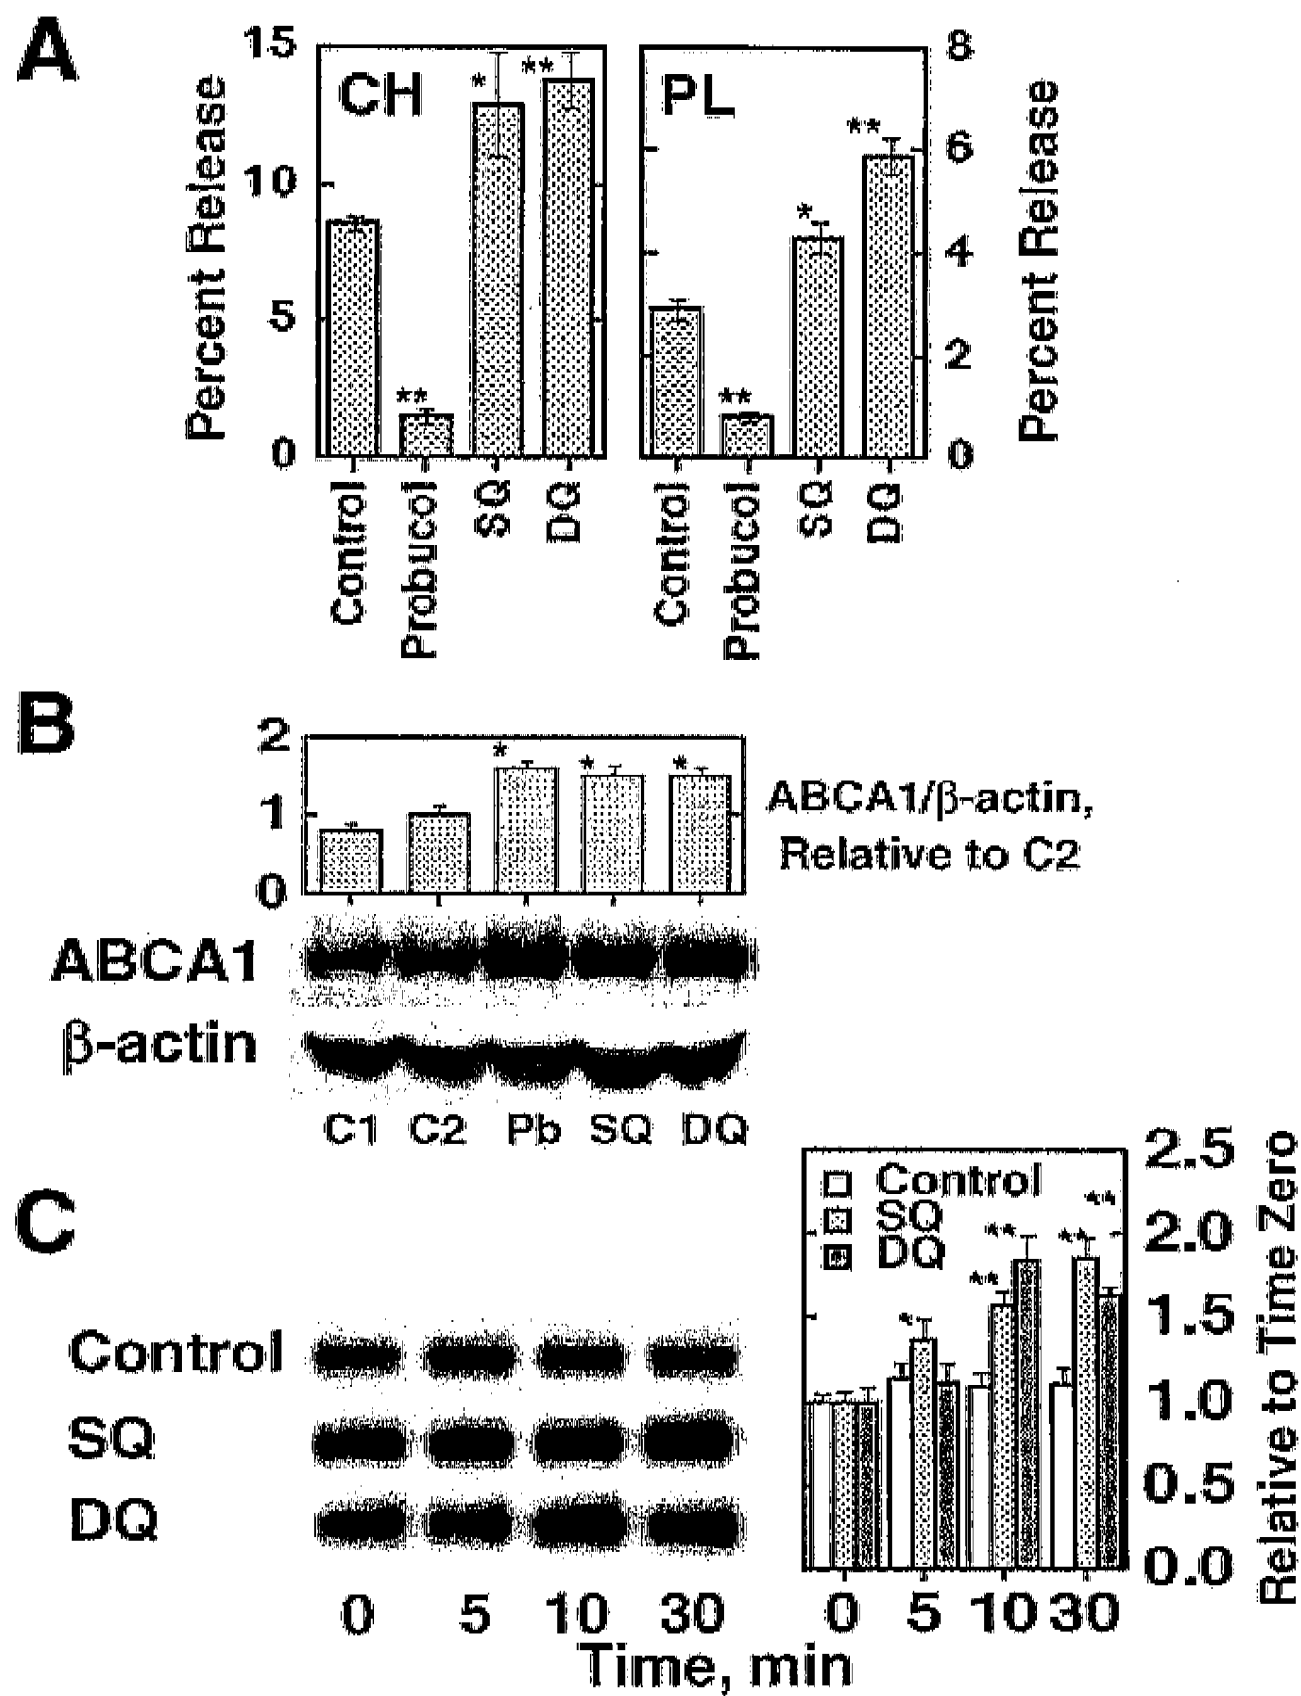 A
15
10
5
0
Percent Release
CH
*
**
**
PL
**
*
**
8
6
4
2
0
Percent Release
Control
Probucol
SQ
DQ
Control
Probucol
SQ
DQ
B
2
1
0
*
*
*
ABCA1/β-actin,
Relative to C2
ABCA1
β-actin
C1 C2 Pb SQ DQ
C
Control
SQ
DQ
0 5 10 30
Time, min
Control
SQ
DQ
*
**
**
**
**
2.5
2.0
1.5
1.0
0.5
0.0
Relative to Time Zero
0 5 10 30